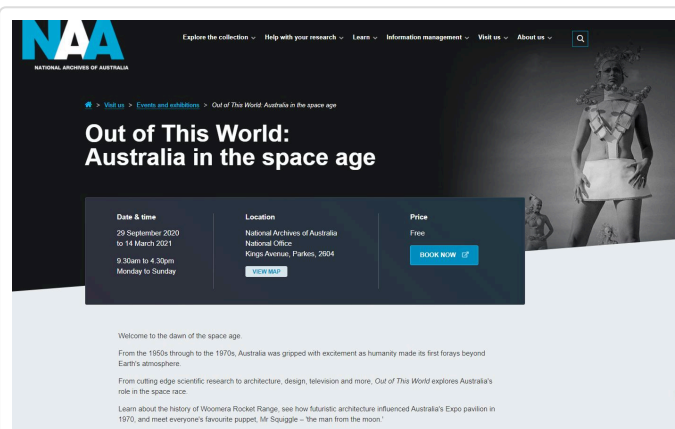 NAA
NATIONAL ARCHIVES OF AUSTRALIA
Explore the collection Help with your research Learn Information management Visit us About us
> Visit us > Events and exhibitions > Out of This World: Australia in the space age
Out of This World:
Australia in the space age
Date & time
29 September 2020
to 14 March 2021
9.30am to 4.30pm
Monday to Sunday
Location
National Archives of Australia
National Office
Kings Avenue, Parkes, 2604
VIEW MAP
Price
Free
BOOK NOW
Welcome to the dawn of the space age.
From the 1950s through to the 1970s, Australia was gripped with excitement as humanity made its first forays beyond
Earth's atmosphere.
From cutting edge scientific research to architecture, design, television and more, Out of This World explores Australia's
role in the space race.
Learn about the history of Woomera Rocket Range, see how futuristic architecture influenced Australia's Expo pavilion in
1970, and meet everyone's favourite puppet, Mr Squiggle – 'the man from the moon.'